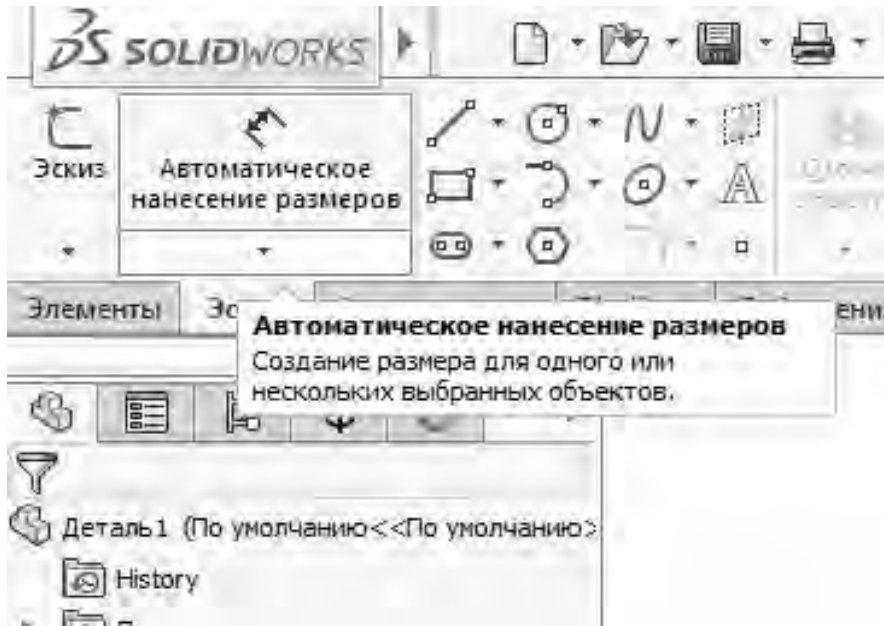 SOLIDWORKS
Эскиз
Автоматическое
нанесение размеров
Элементы
Автоматическое нанесение размеров
Создание размера для одного или
нескольких выбранных объектов.
Деталь1 (По умолчанию<<По умолчанию>
History